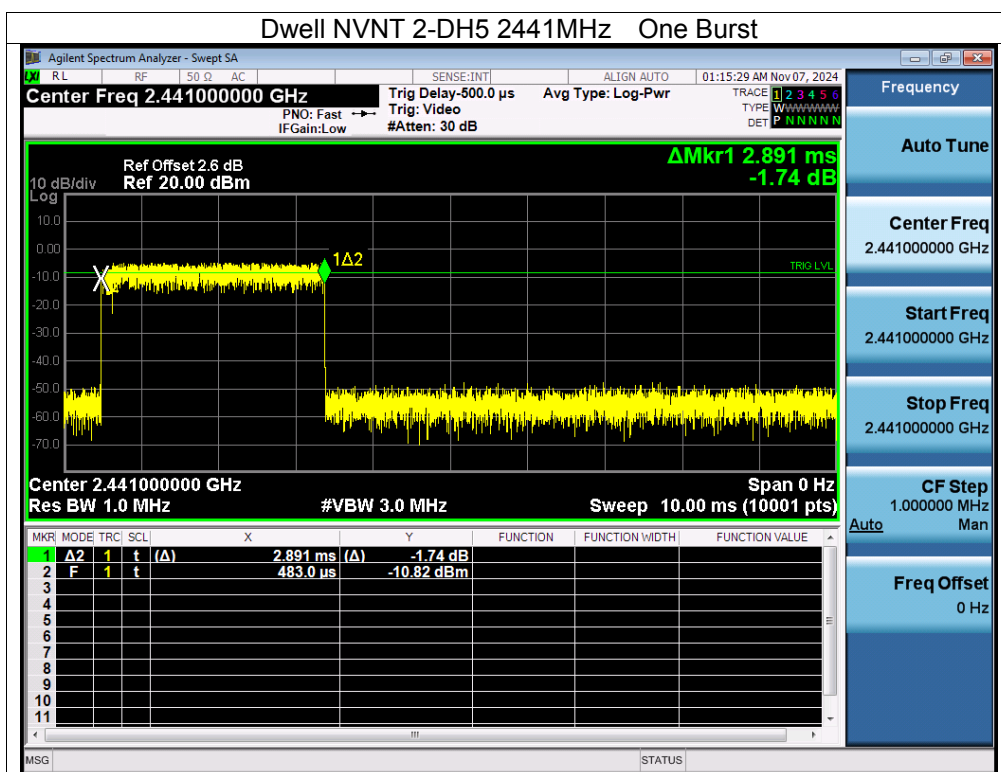 Dwell NVNT 2-DH5 2441MHz One Burst
Agilent Spectrum Analyzer - Swept SA
LXI RL RF 50 Ω AC SENSE:INT ALIGN AUTO 01:15:29 AM Nov 07, 2024
Center Freq 2.441000000 GHz Trig Delay-500.0 µs Avg Type: Log-Pwr TRACE 1 2 3 4 5 6
PNO: Fast Trig: Video TYPE WWWWWW
IFGain:Low #Atten: 30 dB DET P N N N N N
Frequency
Auto Tune
Center Freq
2.441000000 GHz
Start Freq
2.441000000 GHz
Stop Freq
2.441000000 GHz
CF Step
1.000000 MHz
Auto Man
Freq Offset
0 Hz
ΔMkr1 2.891 ms
-1.74 dB
Ref Offset 2.6 dB
10 dB/div Ref 20.00 dBm
Log
10.0
0.00
-10.0
-20.0
-30.0
-40.0
-50.0
-60.0
-70.0
1Δ2
TRIG LVL
Center 2.441000000 GHz Span 0 Hz
Res BW 1.0 MHz #VBW 3.0 MHz Sweep 10.00 ms (10001 pts)
MKR MODE TRC SCL X Y FUNCTION FUNCTION WIDTH FUNCTION VALUE
1 Δ2 1 t (Δ) 2.891 ms (Δ) -1.74 dB
2 F 1 t 483.0 µs -10.82 dBm
3
4
5
6
7
8
9
10
11
MSG STATUS